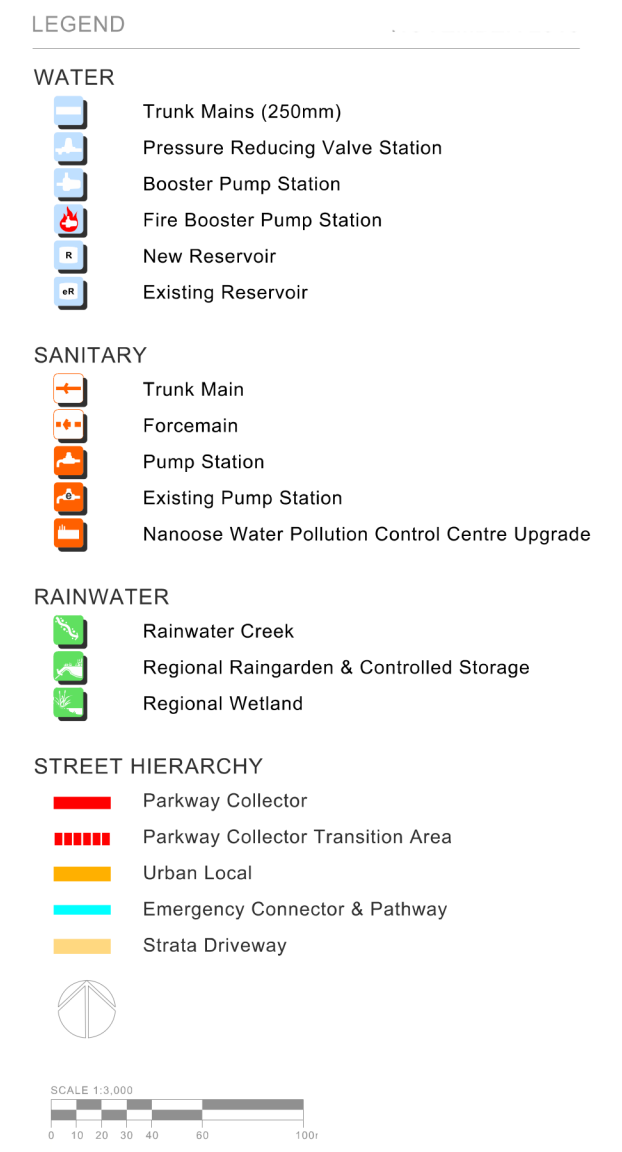 LEGEND
WATER
Trunk Mains (250mm)
Pressure Reducing Valve Station
Booster Pump Station
Fire Booster Pump Station
R New Reservoir
eR Existing Reservoir
SANITARY
Trunk Main
Forcemain
Pump Station
e Existing Pump Station
Nanoose Water Pollution Control Centre Upgrade
RAINWATER
Rainwater Creek
Regional Raingarden & Controlled Storage
Regional Wetland
STREET HIERARCHY
Parkway Collector
Parkway Collector Transition Area
Urban Local
Emergency Connector & Pathway
Strata Driveway
SCALE 1:3,000
0 10 20 30 40 60 100m